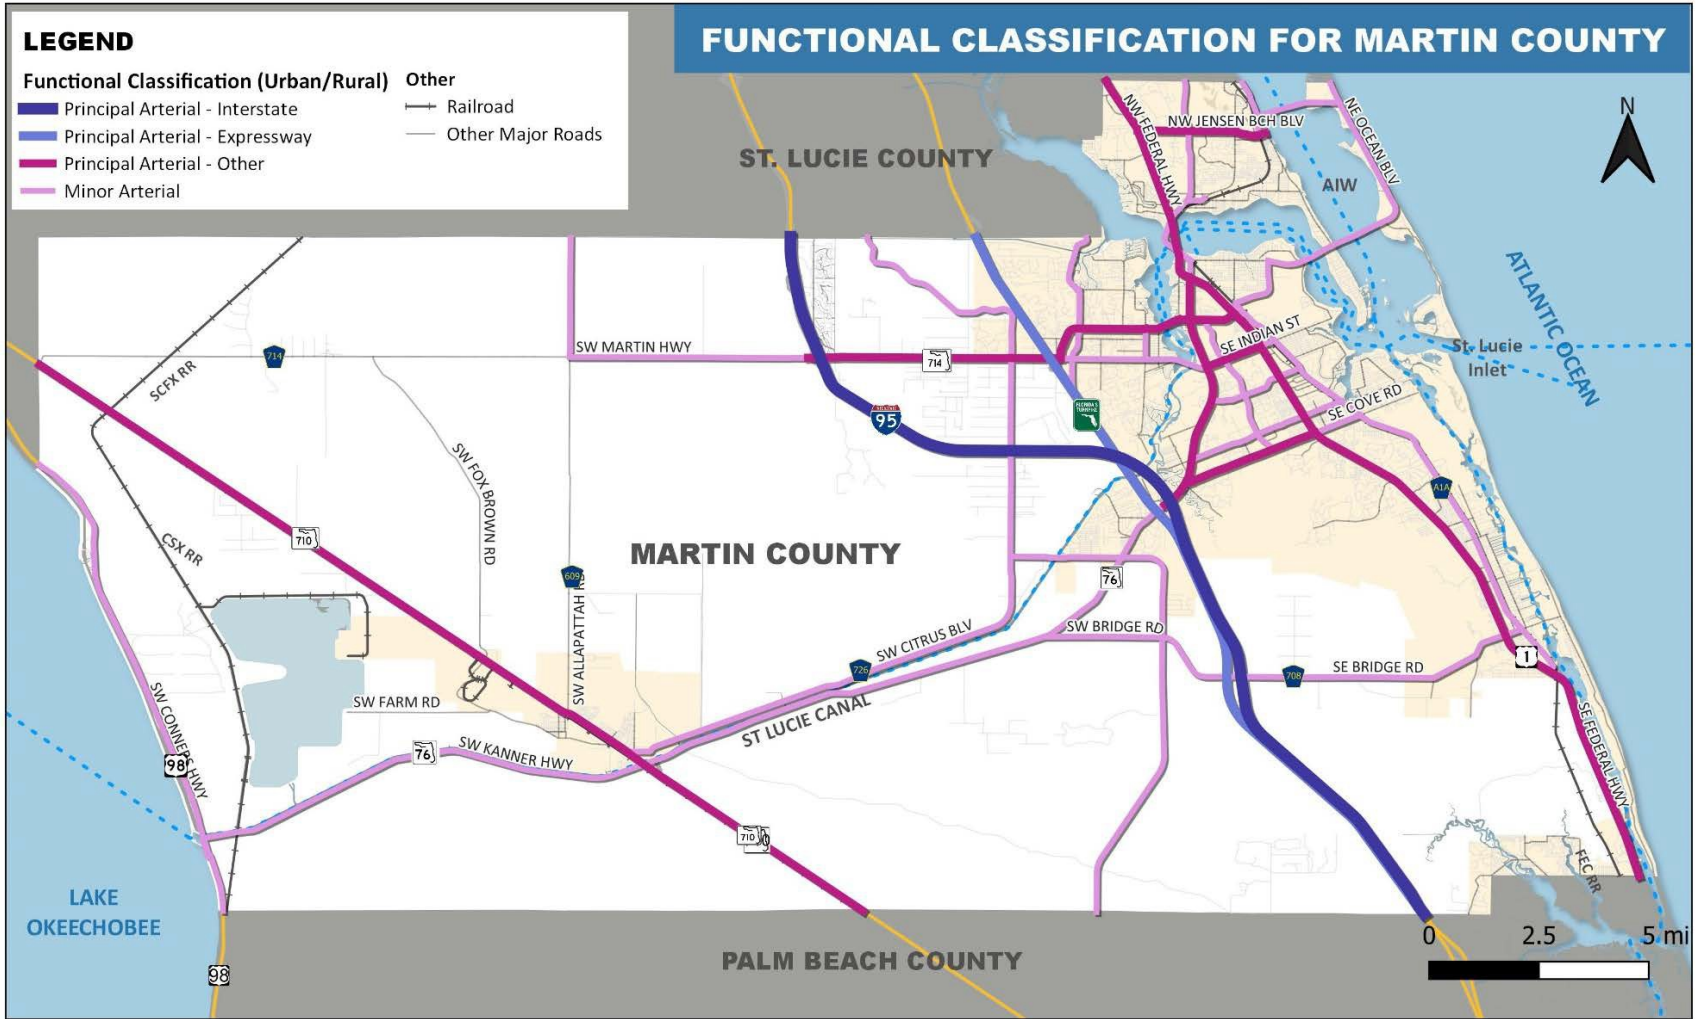 FUNCTIONAL CLASSIFICATION FOR MARTIN COUNTY
LEGEND
Functional Classification (Urban/Rural)
Principal Arterial - Interstate
Principal Arterial - Expressway
Principal Arterial - Other
Minor Arterial
Other
Railroad
Other Major Roads
N
ST. LUCIE COUNTY
NW FEDERAL HWY
NW JENSEN BCH BLV
NE OCEAN BLV
AIW
ATLANTIC OCEAN
St. Lucie
Inlet
SW MARTIN HWY
714
714
SE INDIAN ST
SCFX RR
SE COVE RD
FLORIDA'S
TURNPIKE
INTERSTATE
95
SW FOX BROWN RD
A1A
710
CSX RR
MARTIN COUNTY
609
SW ALLAPATTAH R
76
SW BRIDGE RD
SW CITRUS BLV
726
SE BRIDGE RD
708
1
SW FARM RD
ST LUCIE CANAL
SW CONNERS HWY
98
76
SW KANNER HWY
SE FEDERAL HWY
710
FEC RR
LAKE
OKEECHOBEE
PALM BEACH COUNTY
98
0 2.5 5 mi